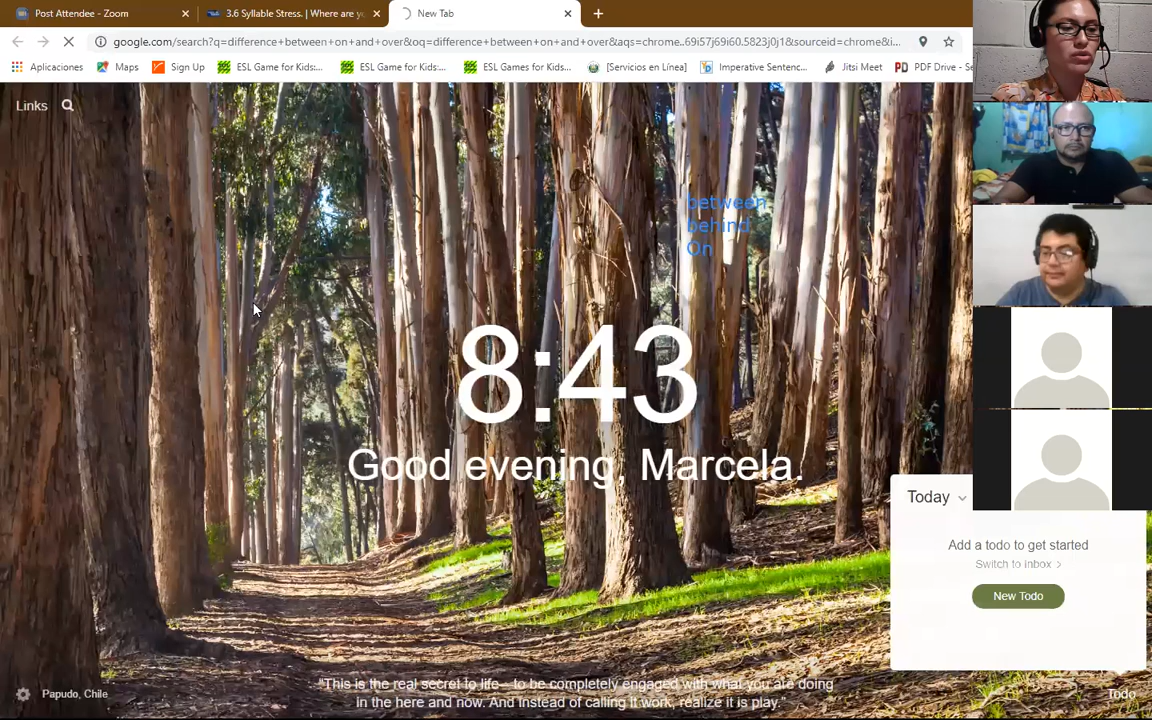 Post Attendee - Zoom
3.6 Syllable Stress. | Where are yo
New Tab
google.com/search?q=difference+between+on+and+over&oq=difference+between+on+and+over&aqs=chrome..69i57j69i60.5823j0j1&sourceid=chrome&i...
Aplicaciones
Maps
Sign Up
ESL Game for Kids:...
ESL Game for Kids:...
ESL Games for Kids...
[Servicios en Línea]
Imperative Sentenc...
Jitsi Meet
PDF Drive - Se
Links
between
behind
On
8:43
Good evening, Marcela.
Today
Add a todo to get started
Switch to Inbox >
New Todo
"This is the real secret to life-- to be completely engaged with what you are doing
in the here and now. And instead of calling it work, realize it is play."
Papudo, Chile
Todo